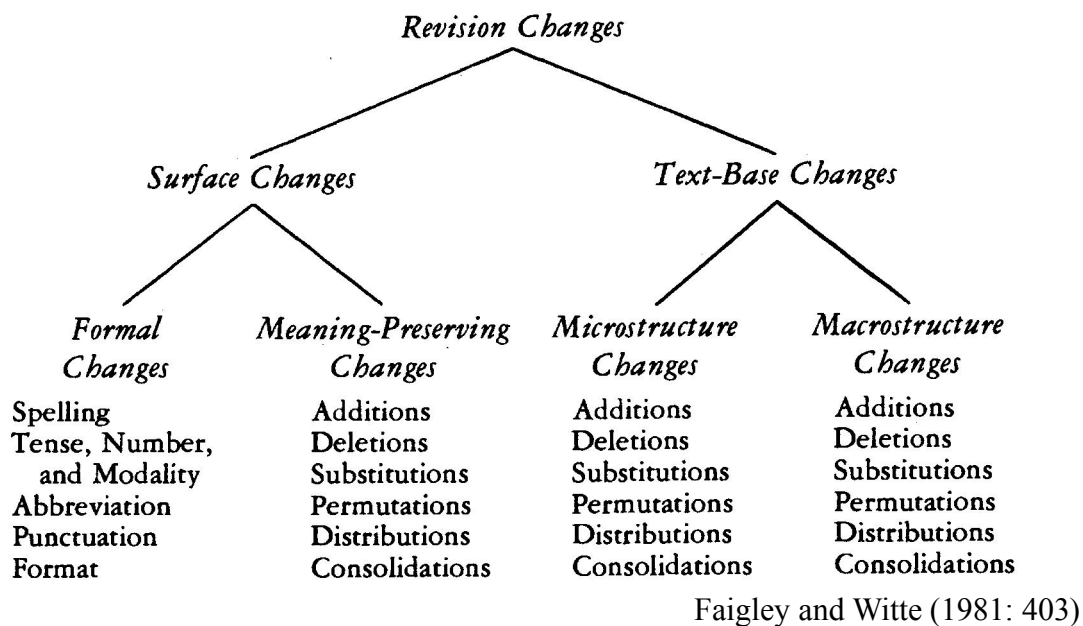 Revision Changes
Surface Changes
Text-Base Changes
Formal
Changes
Spelling
Tense, Number,
and Modality
Abbreviation
Punctuation
Format
Meaning-Preserving
Changes
Additions
Deletions
Substitutions
Permutations
Distributions
Consolidations
Microstructure
Changes
Additions
Deletions
Substitutions
Permutations
Distributions
Consolidations
Macrostructure
Changes
Additions
Deletions
Substitutions
Permutations
Distributions
Consolidations
Faigley and Witte (1981: 403)